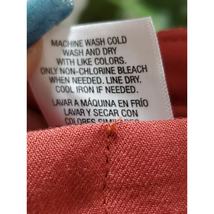 MACHINE WASH COLD
WASH AND DRY
WITH LIKE COLORS.
ONLY NON-CHLORINE BLEACH
WHEN NEEDED. LINE DRY.
COOL IRON IF NEEDED.
LAVAR A MÁQUINA EN FRÍO
LAVAR Y SECAR CON
COLORES